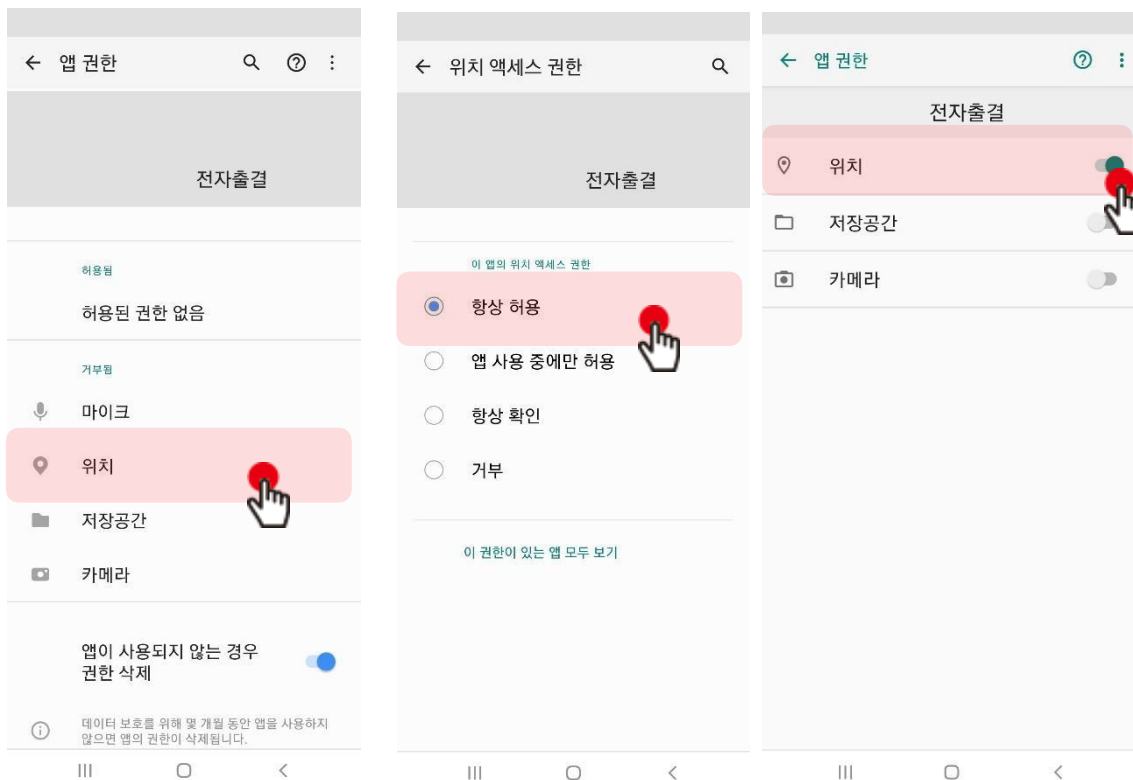 앱 권한
전자출결
허용됨
허용된 권한 없음
거부됨
마이크
위치
저장공간
카메라
앱이 사용되지 않는 경우
권한 삭제
데이터 보호를 위해 몇 개월 동안 앱을 사용하지
않으면 앱의 권한이 삭제됩니다.
위치 액세스 권한
전자출결
이 앱의 위치 액세스 권한
항상 허용
앱 사용 중에만 허용
항상 확인
거부
이 권한이 있는 앱 모두 보기
앱 권한
전자출결
위치
저장공간
카메라